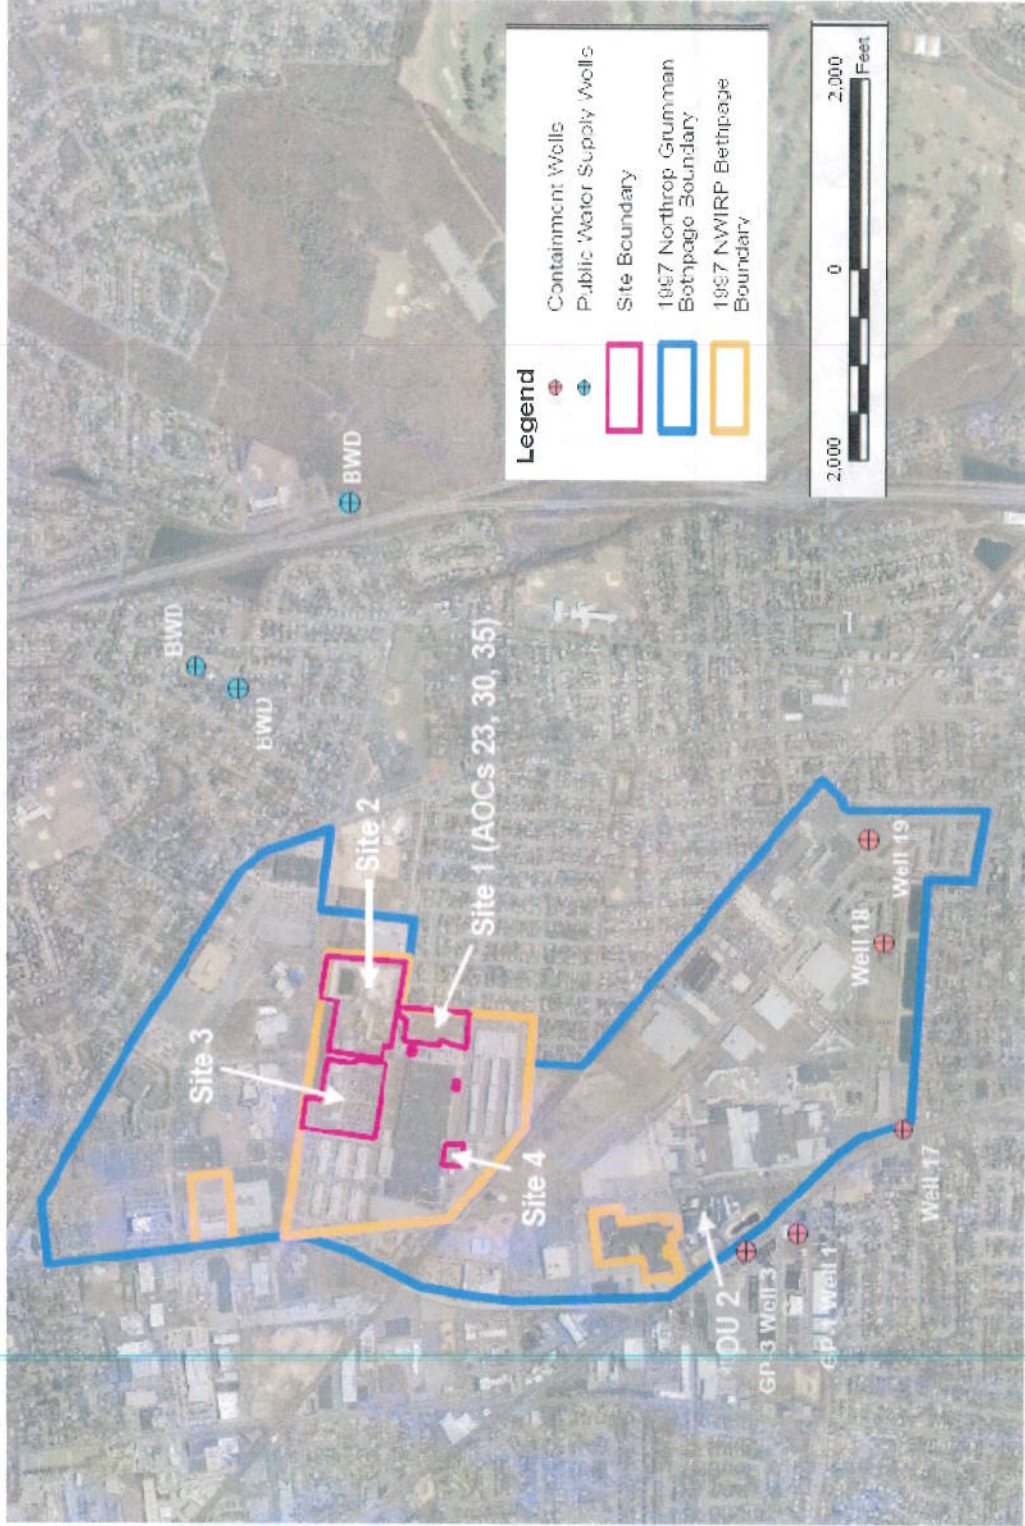 BWD
BWD
BWD
Site 3
Site 2
Site 1 (AOCs 23, 30, 35)
Site 4
OU 2
GP 3 Well 3
GP 1 Well 1
Well 17
Well 18
Well 19
Legend
Containment Wells
Public Water Supply Wells
Site Boundary
1997 Northrop Grumman
Bethpage Boundary
1997 NWIRP Bethpage
Boundary
2,000
0
2,000
Feet